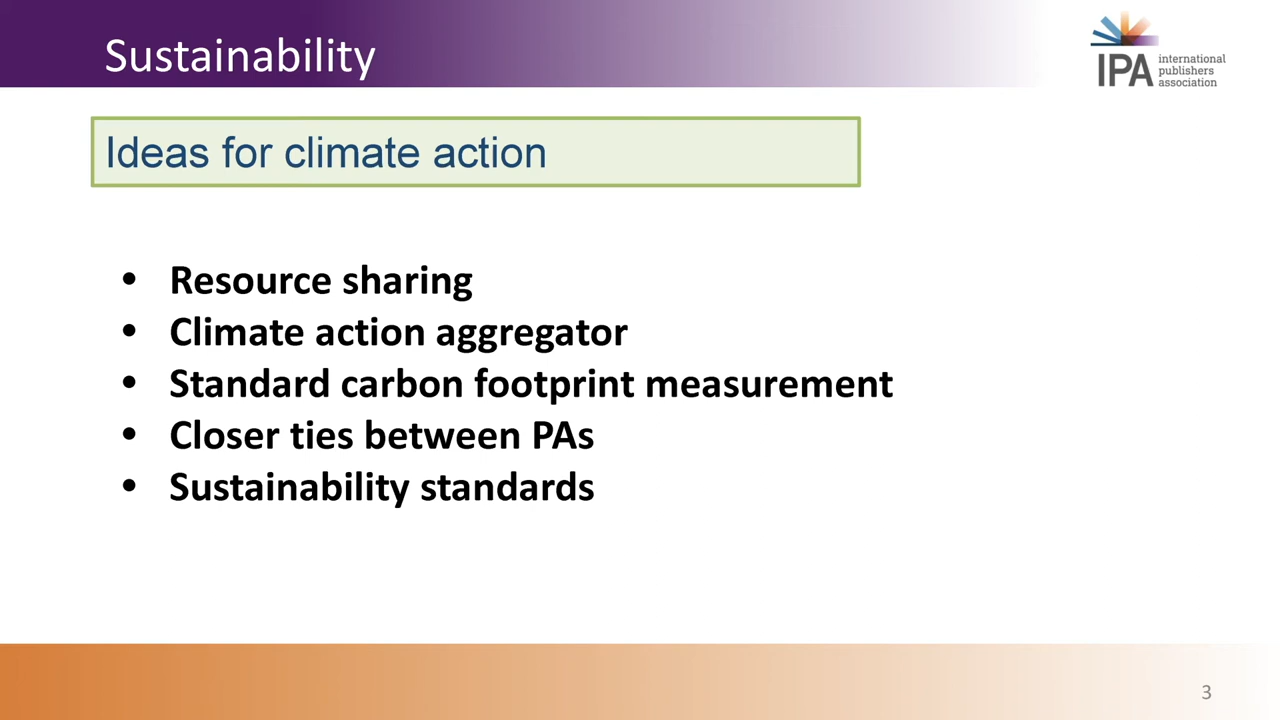 Sustainability
IPA international
publishers
association
Ideas for climate action
• Resource sharing
• Climate action aggregator
• Standard carbon footprint measurement
• Closer ties between PAs
• Sustainability standards
3